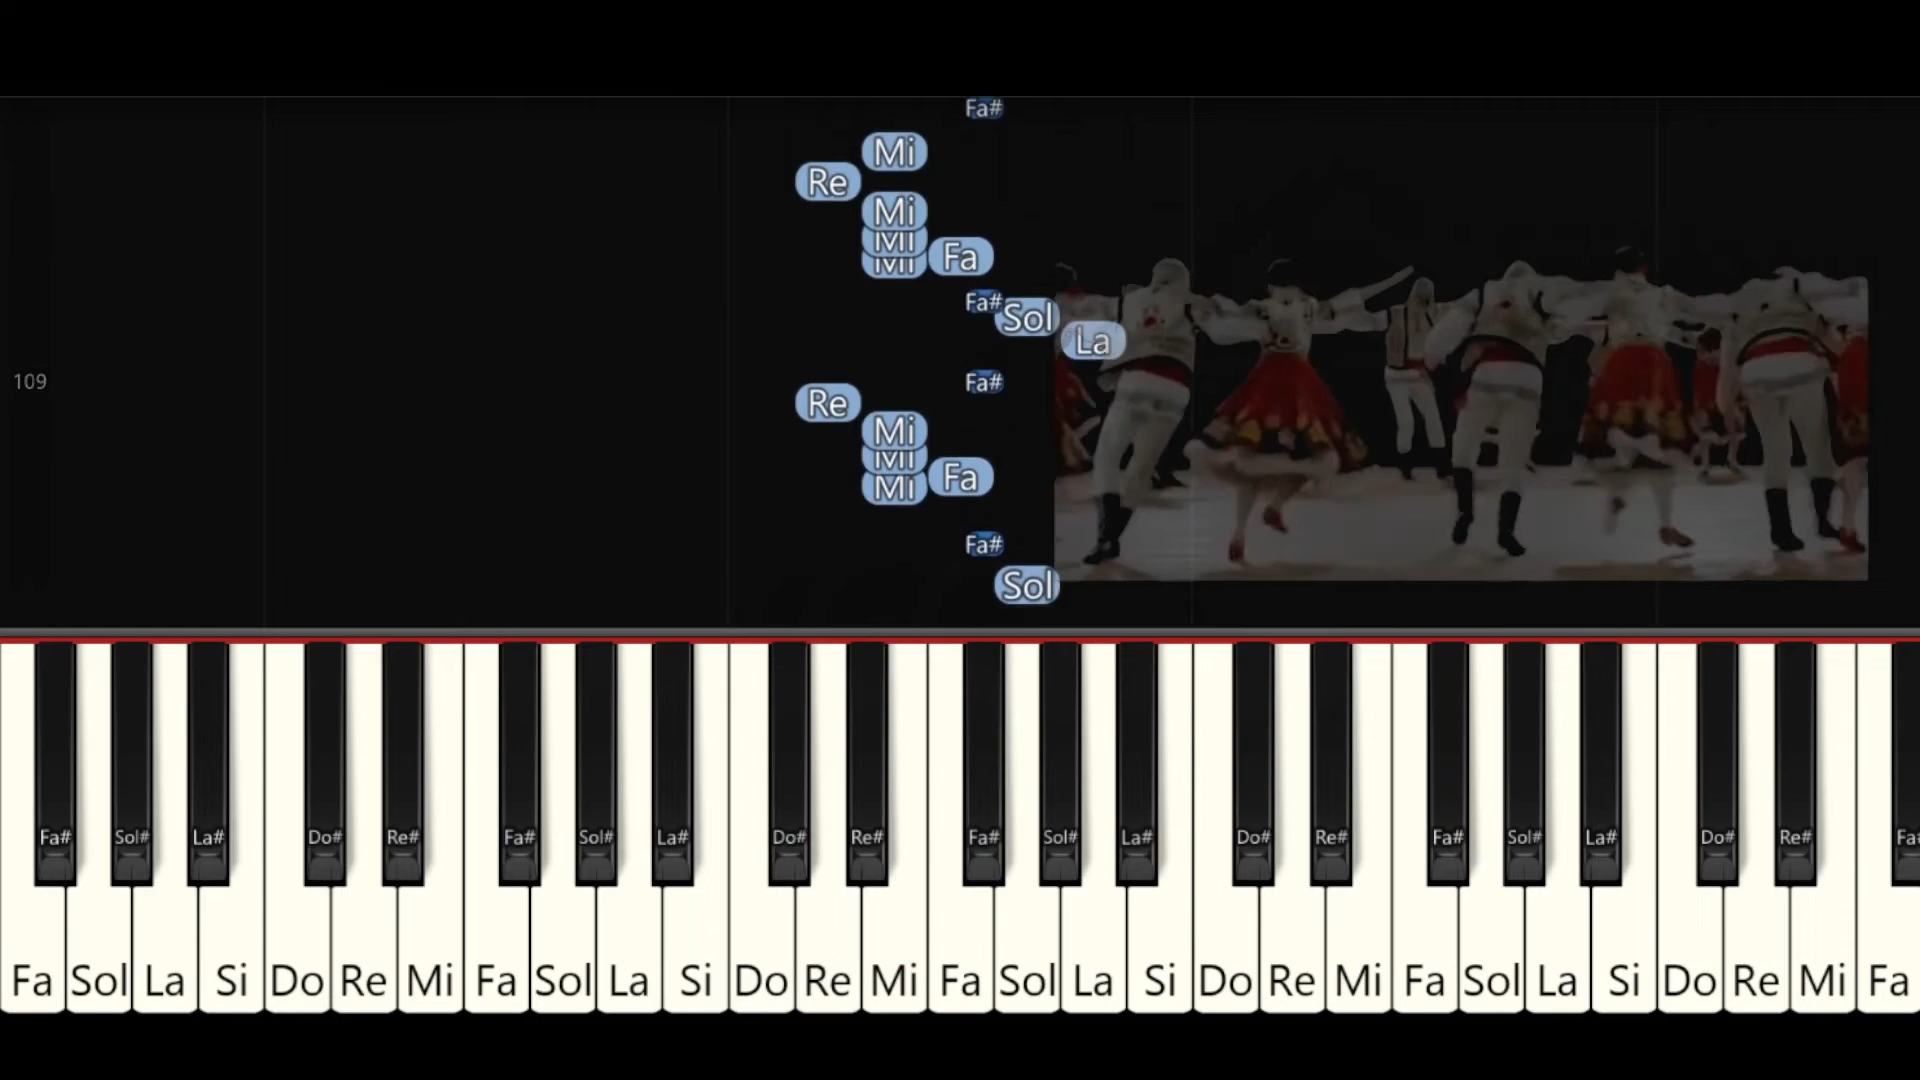 Fa#
Mi
Re
Mi
Mi
Fa
Mi
Fa#
Sol
La
109
Fa#
Re
Mi
Mi
Fa
Mi
Fa#
Sol
Fa# Sol# La# Do# Re# Fa# Sol# La# Do# Re# Fa# Sol# La# Do# Re# Fa# Sol# La# Do# Re# Fa#
Fa Sol La Si Do Re Mi Fa Sol La Si Do Re Mi Fa Sol La Si Do Re Mi Fa Sol La Si Do Re Mi Fa